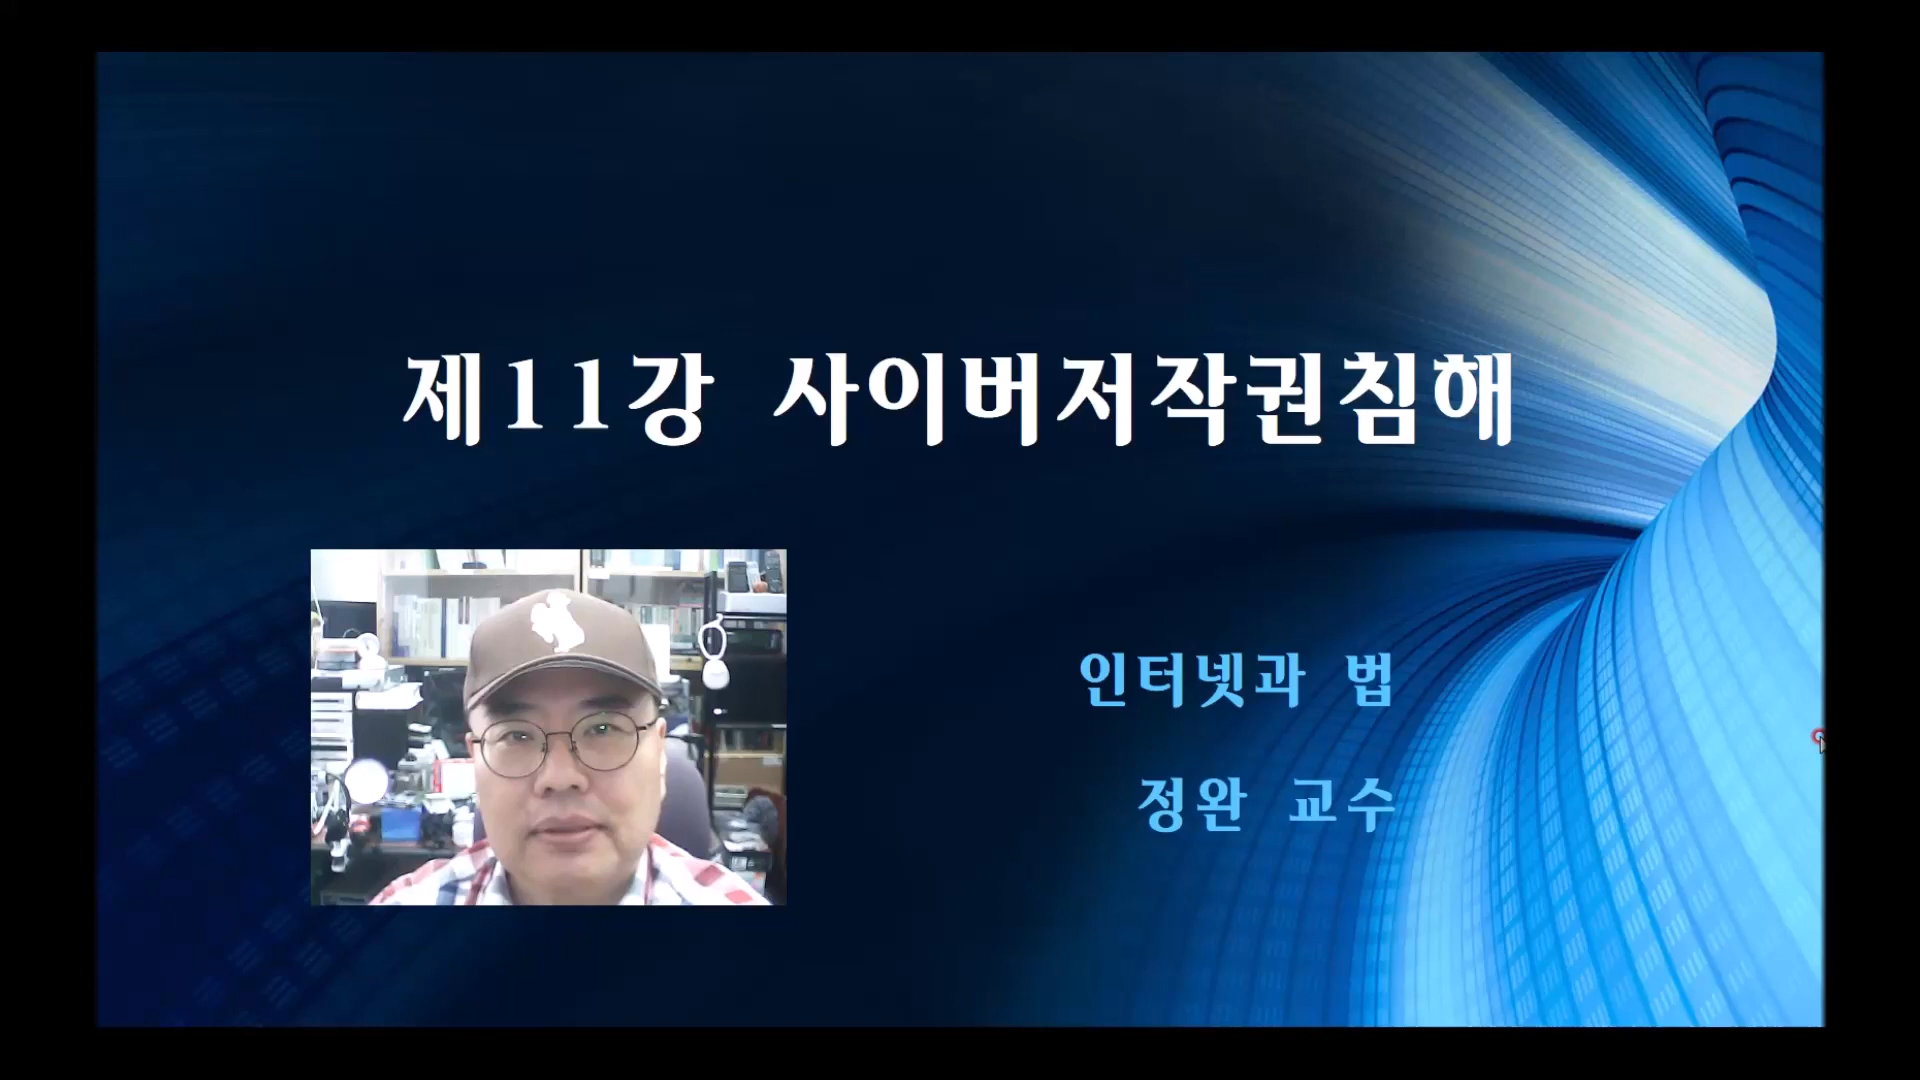 제11강 사이버저작권침해
인터넷과 법
정완 교수